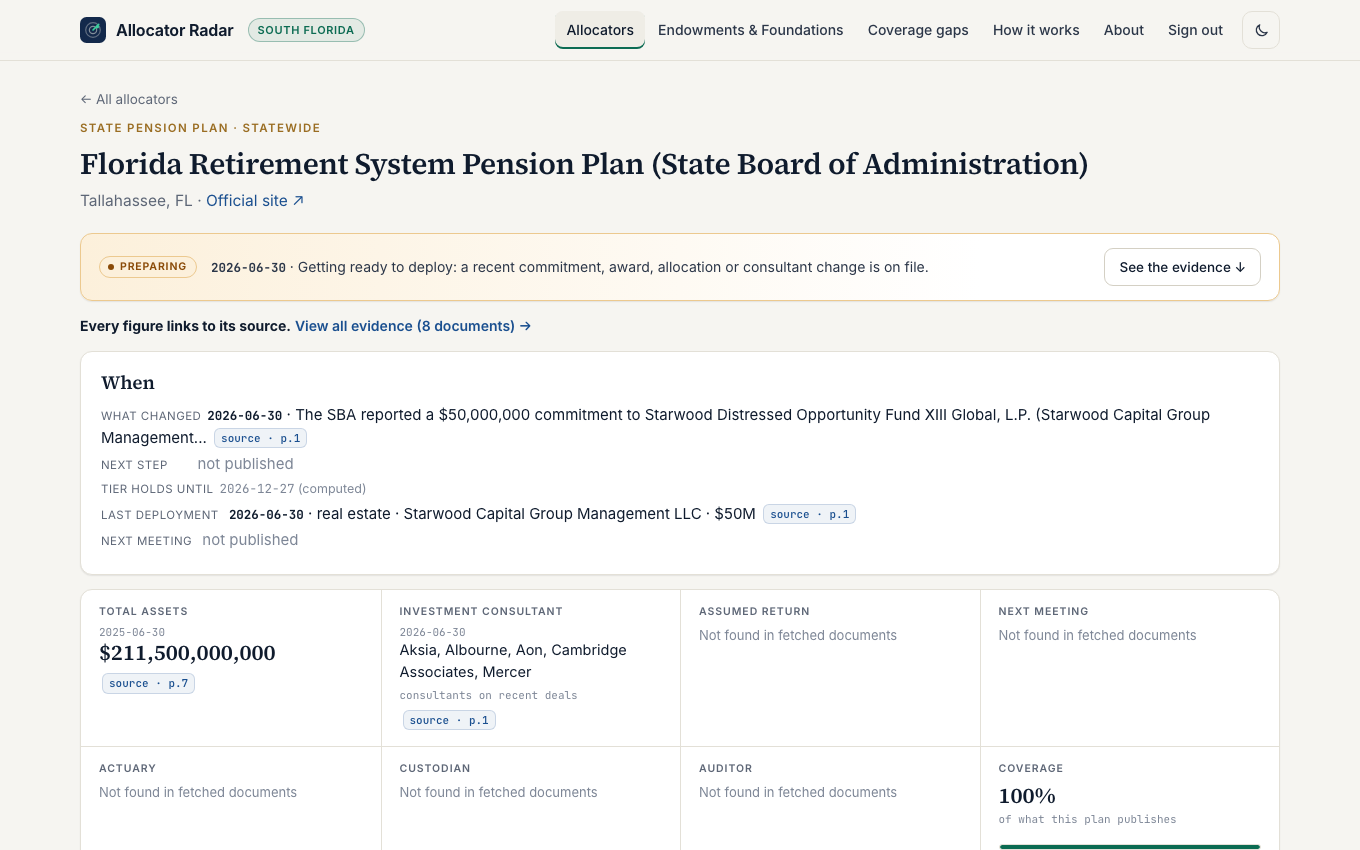 Allocator Radar
SOUTH FLORIDA
Allocators
Endowments & Foundations
Coverage gaps
How it works
About
Sign out
← All allocators
STATE PENSION PLAN · STATEWIDE
Florida Retirement System Pension Plan (State Board of Administration)
Tallahassee, FL · Official site ↗
PREPARING 2026-06-30 · Getting ready to deploy: a recent commitment, award, allocation or consultant change is on file.
See the evidence ↓
Every figure links to its source. View all evidence (8 documents) →
When
WHAT CHANGED 2026-06-30 · The SBA reported a $50,000,000 commitment to Starwood Distressed Opportunity Fund XIII Global, L.P. (Starwood Capital Group
Management... source · p.1
NEXT STEP not published
TIER HOLDS UNTIL 2026-12-27 (computed)
LAST DEPLOYMENT 2026-06-30 · real estate · Starwood Capital Group Management LLC · $50M source · p.1
NEXT MEETING not published
TOTAL ASSETS
2025-06-30
$211,500,000,000
source · p.7
INVESTMENT CONSULTANT
2026-06-30
Aksia, Albourne, Aon, Cambridge
Associates, Mercer
consultants on recent deals
source · p.1
ASSUMED RETURN
Not found in fetched documents
NEXT MEETING
Not found in fetched documents
ACTUARY
Not found in fetched documents
CUSTODIAN
Not found in fetched documents
AUDITOR
Not found in fetched documents
COVERAGE
100%
of what this plan publishes